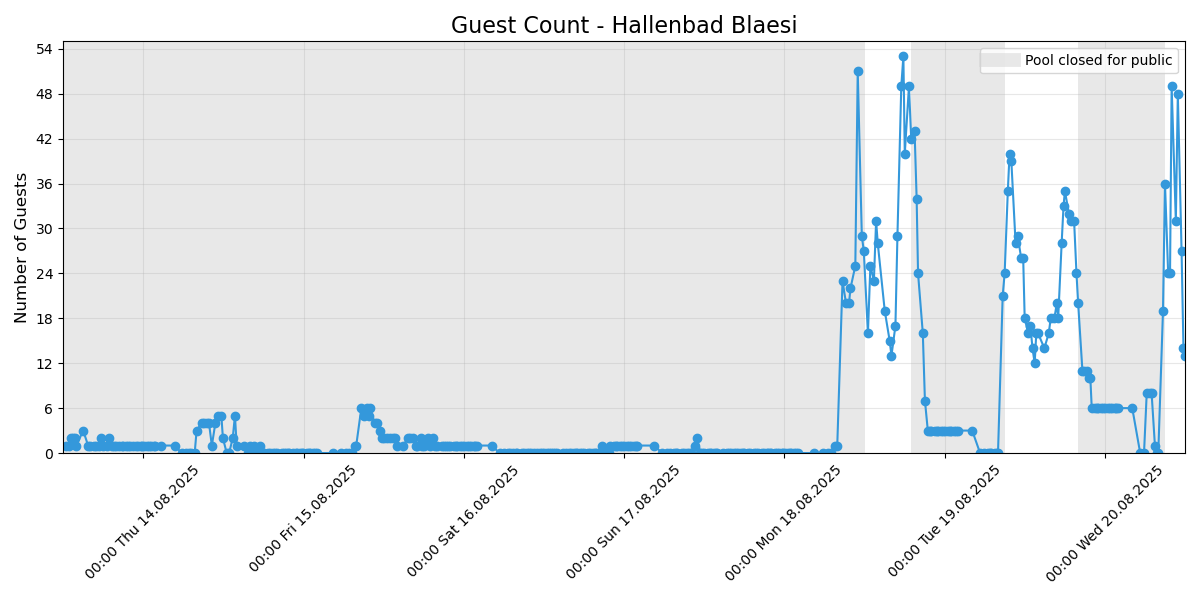 Guest Count - Hallenbad Blaesi
Pool closed for public
Number of Guests
54
48
42
36
30
24
18
12
6
0
00:00 Thu 14.08.2025
00:00 Fri 15.08.2025
00:00 Sat 16.08.2025
00:00 Sun 17.08.2025
00:00 Mon 18.08.2025
00:00 Tue 19.08.2025
00:00 Wed 20.08.2025